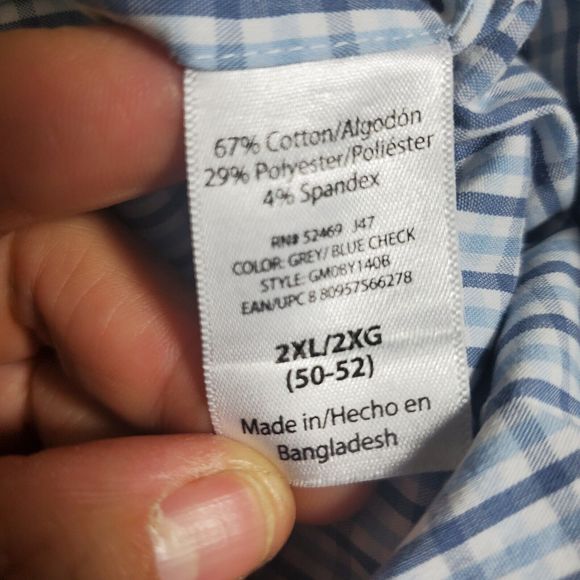 67% Cotton/Algodón
29% Polyester/Poliéster
4% Spandex
RN# 52469 J47
COLOR: GREY/ BLUE CHECK
STYLE: GM0BY140B
EAN/UPC 8 80957566278
2XL/2XG
(50-52)
Made in/Hecho en
Bangladesh